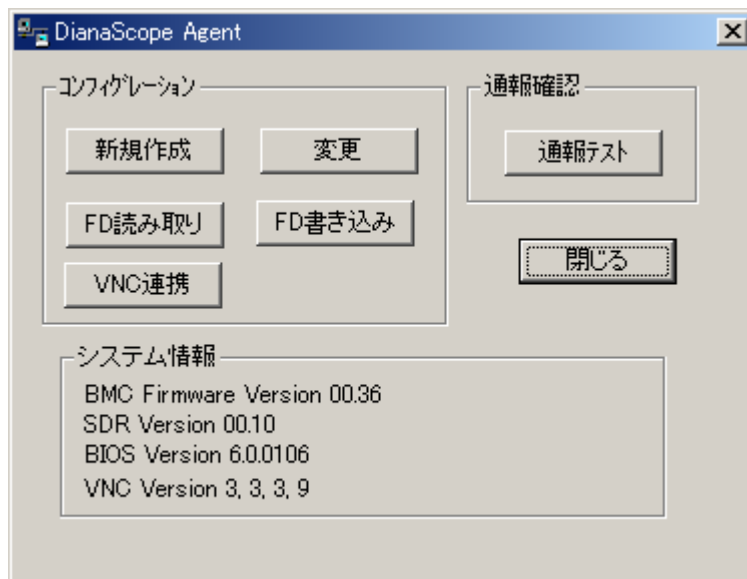 DianaScope Agent
コンフィグレーション
新規作成
変更
FD読み取り
FD書き込み
VNC連携
通報確認
通報テスト
閉じる
システム情報
BMC Firmware Version 00.36
SDR Version 00.10
BIOS Version 6.0.0106
VNC Version 3, 3, 3, 9